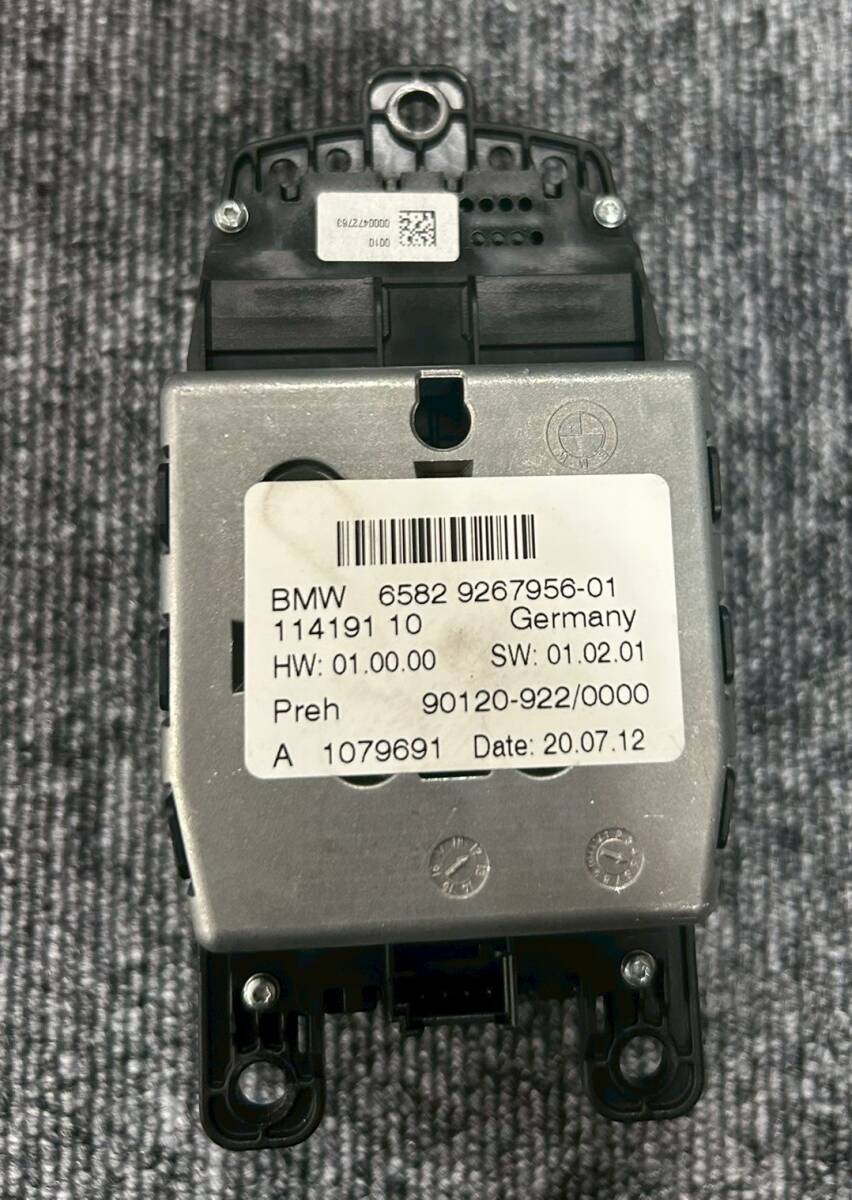 0010
0000472763
BMW 6582 9267956-01
114191 10 Germany
HW: 01.00.00 SW: 01.02.01
Preh 90120-922/0000
A 1079691 Date: 20.07.12
BMW